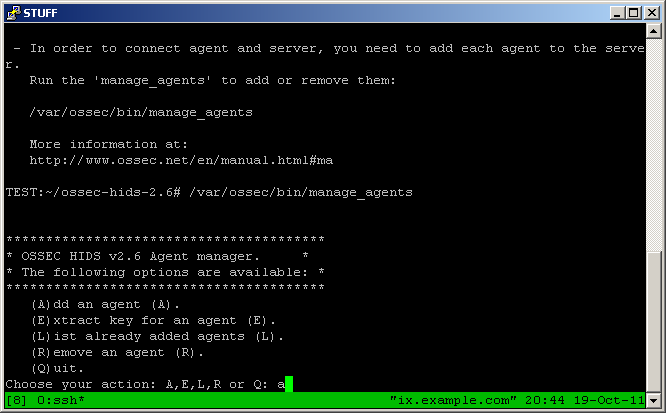 STUFF
- In order to connect agent and server, you need to add each agent to the serve
r.
Run the 'manage_agents' to add or remove them:
/var/ossec/bin/manage_agents
More information at:
http://www.ossec.net/en/manual.html#ma
TEST:~/ossec-hids-2.6# /var/ossec/bin/manage_agents
****************************************
* OSSEC HIDS v2.6 Agent manager.     *
* The following options are available: *
****************************************
(A)dd an agent (A).
(E)xtract key for an agent (E).
(L)ist already added agents (L).
(R)emove an agent (R).
(Q)uit.
Choose your action: A,E,L,R or Q: a
[8] 0:ssh* "ix.example.com" 20:44 19-Oct-11